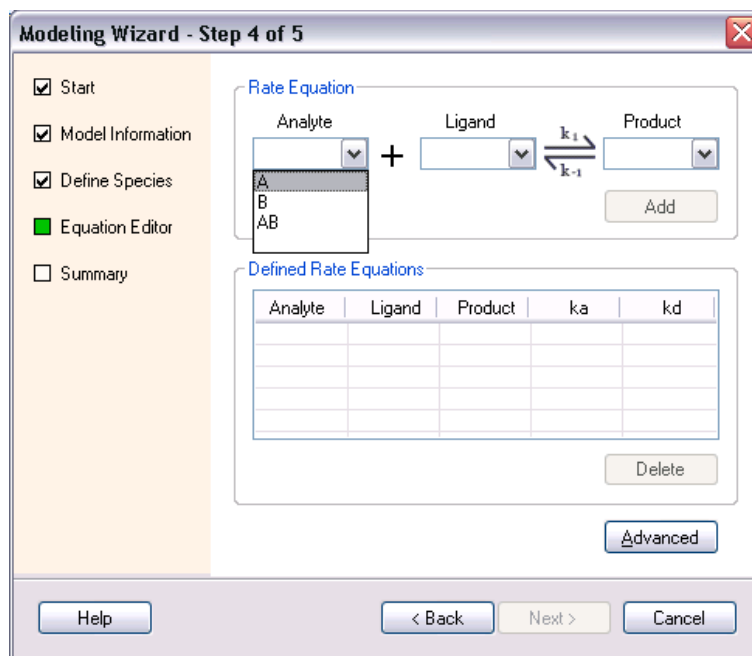 Modeling Wizard - Step 4 of 5
Start
Model Information
Define Species
Equation Editor
Summary
Rate Equation
Analyte Ligand Product
+ k1
k-1
A
B
AB
Add
Defined Rate Equations
Analyte Ligand Product ka kd
Delete
Advanced
Help < Back Next > Cancel